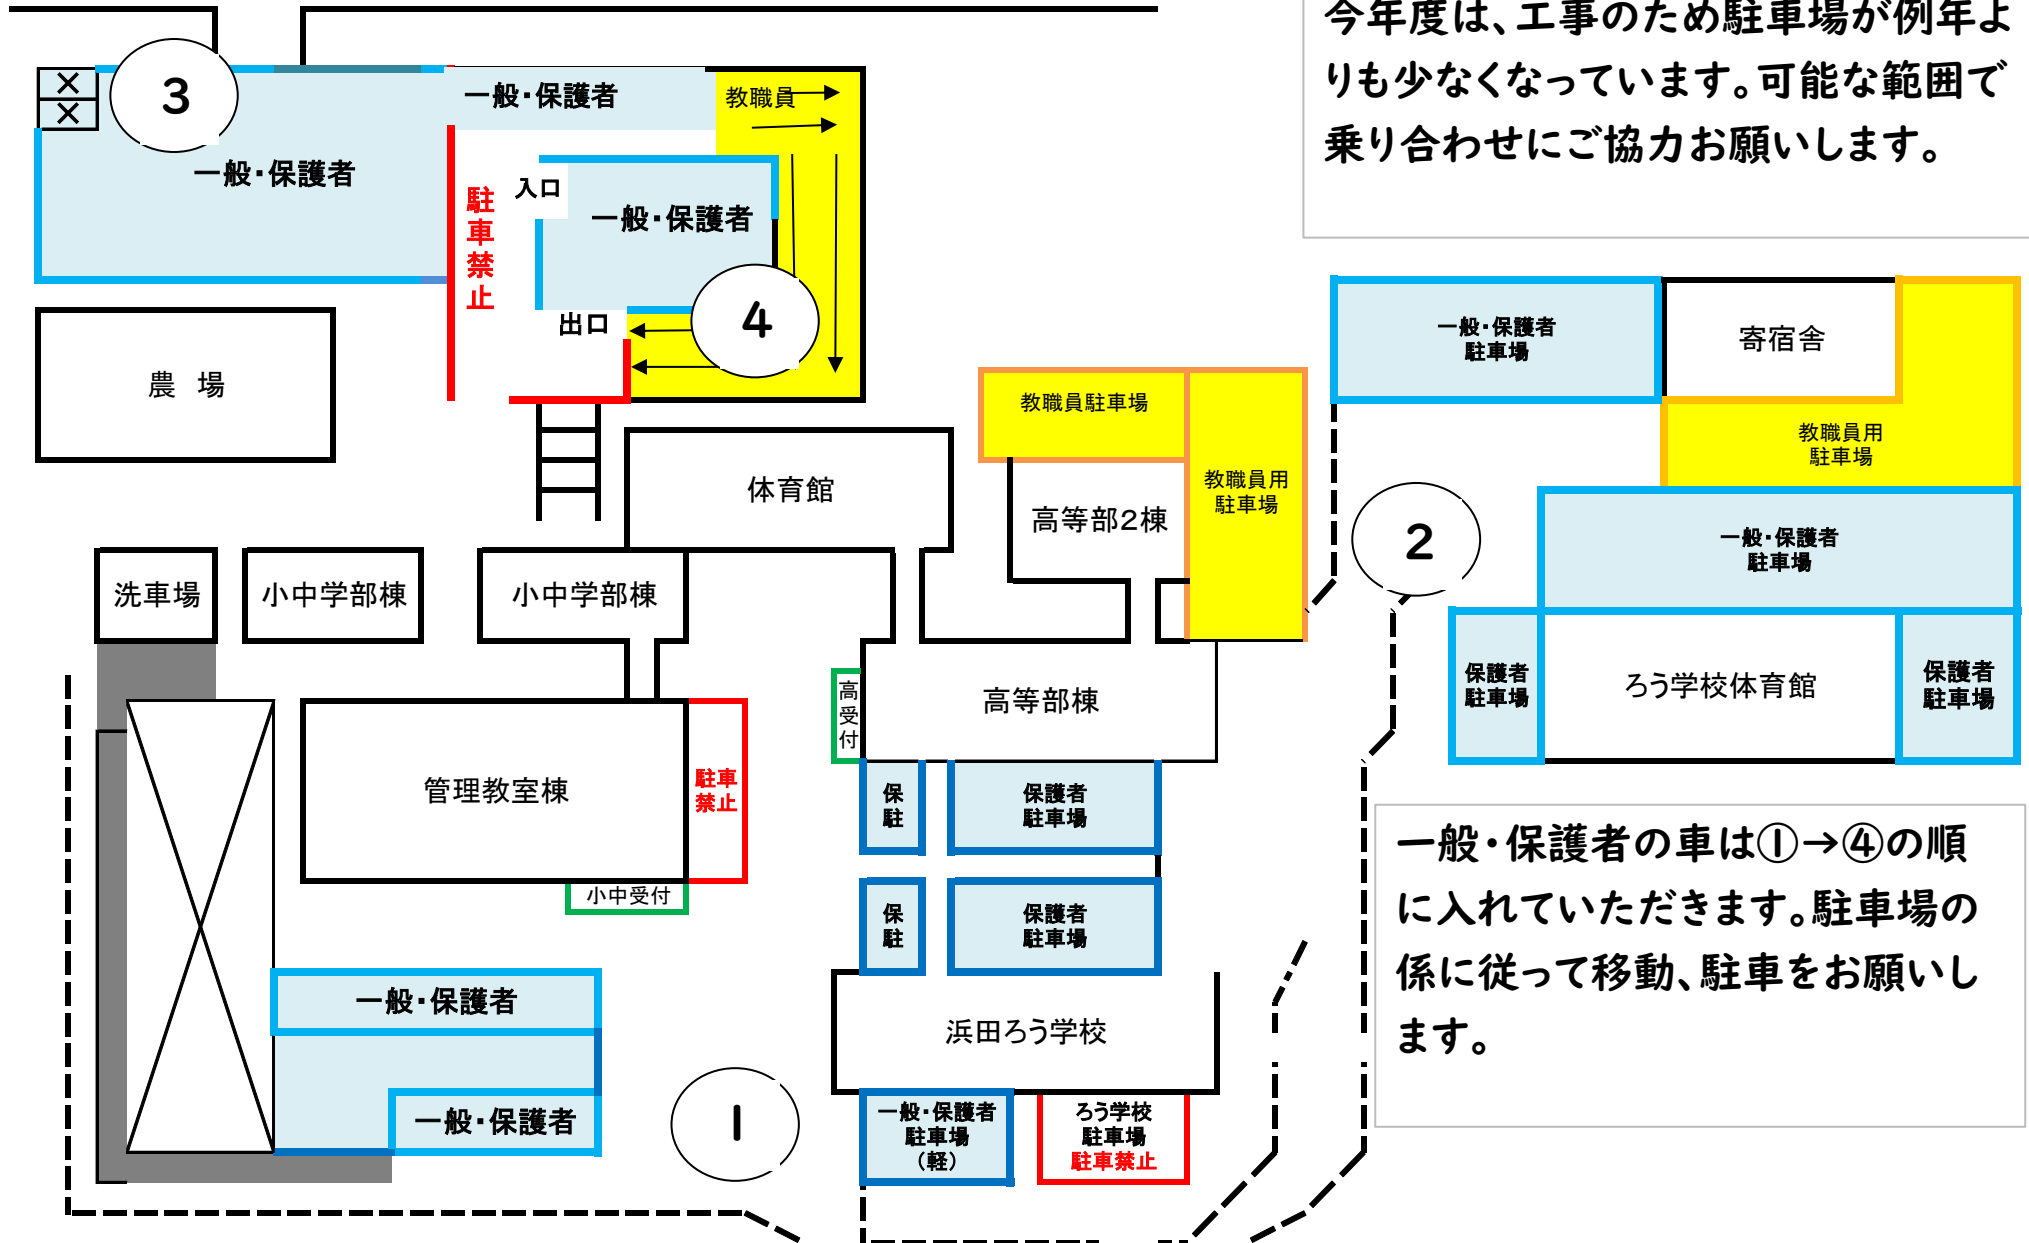 今年度は、工事のため駐車場が例年よ
りも少なくなっています。可能な範囲で
乗り合わせにご協力お願いします。
3
一般・保護者
一般・保護者
教職員
駐車禁止
入口
一般・保護者
出口
4
農　場
一般・保護者
駐車場
寄宿舎
教職員用
駐車場
教職員駐車場
教職員用
駐車場
体育館
高等部2棟
2
一般・保護者
駐車場
洗車場
小中学部棟
小中学部棟
保護者
駐車場
ろう学校体育館
保護者
駐車場
高受付
高等部棟
管理教室棟
駐車
禁止
保
駐
保護者
駐車場
小中受付
保
駐
保護者
駐車場
一般・保護者の車は①→④の順
に入れていただきます。駐車場の
係に従って移動、駐車をお願いし
ます。
一般・保護者
浜田ろう学校
一般・保護者
1
一般・保護者
駐車場
（軽）
ろう学校
駐車場
駐車禁止